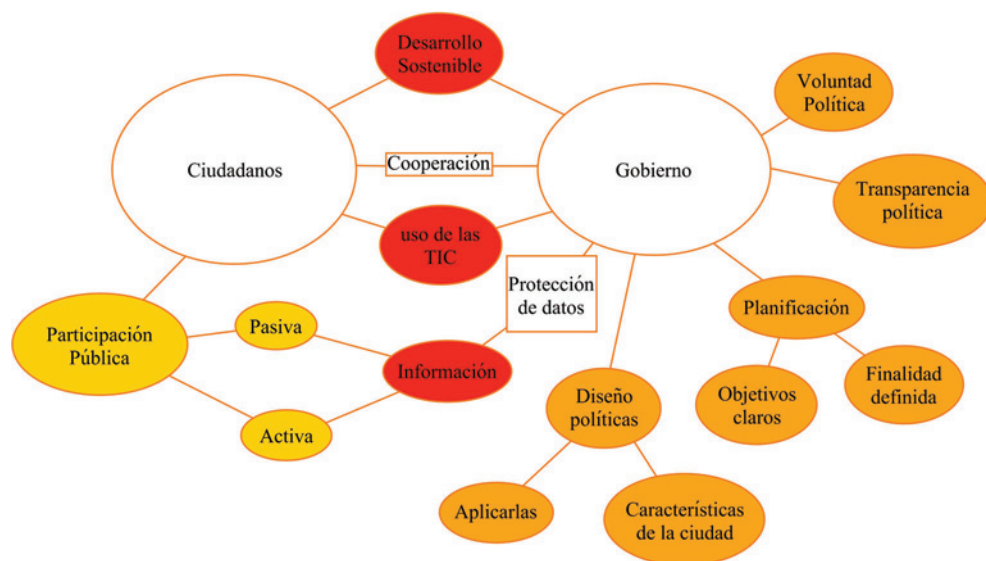 Desarrollo
Sostenible
Voluntad
Política
Ciudadanos
Cooperación
Gobierno
Transparencia
política
uso de las
TIC
Protección
de datos
Planificación
Participación
Pública
Pasiva
Información
Activa
Diseño
políticas
Objetivos
claros
Finalidad
definida
Aplicarlas
Características
de la ciudad